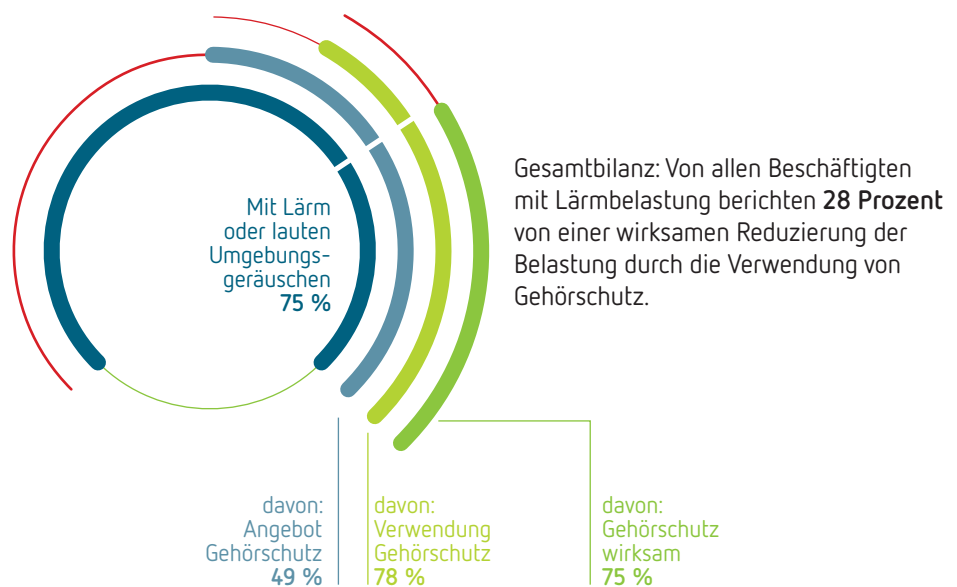 Mit Lärm
oder lauten
Umgebungs-
geräuschen
75 %
Gesamtbilanz: Von allen Beschäftigten
mit Lärmbelastung berichten 28 Prozent
von einer wirksamen Reduzierung der
Belastung durch die Verwendung von
Gehörschutz.
davon:
Angebot
Gehörschutz
49 %
davon:
Verwendung
Gehörschutz
78 %
davon:
Gehörschutz
wirksam
75 %